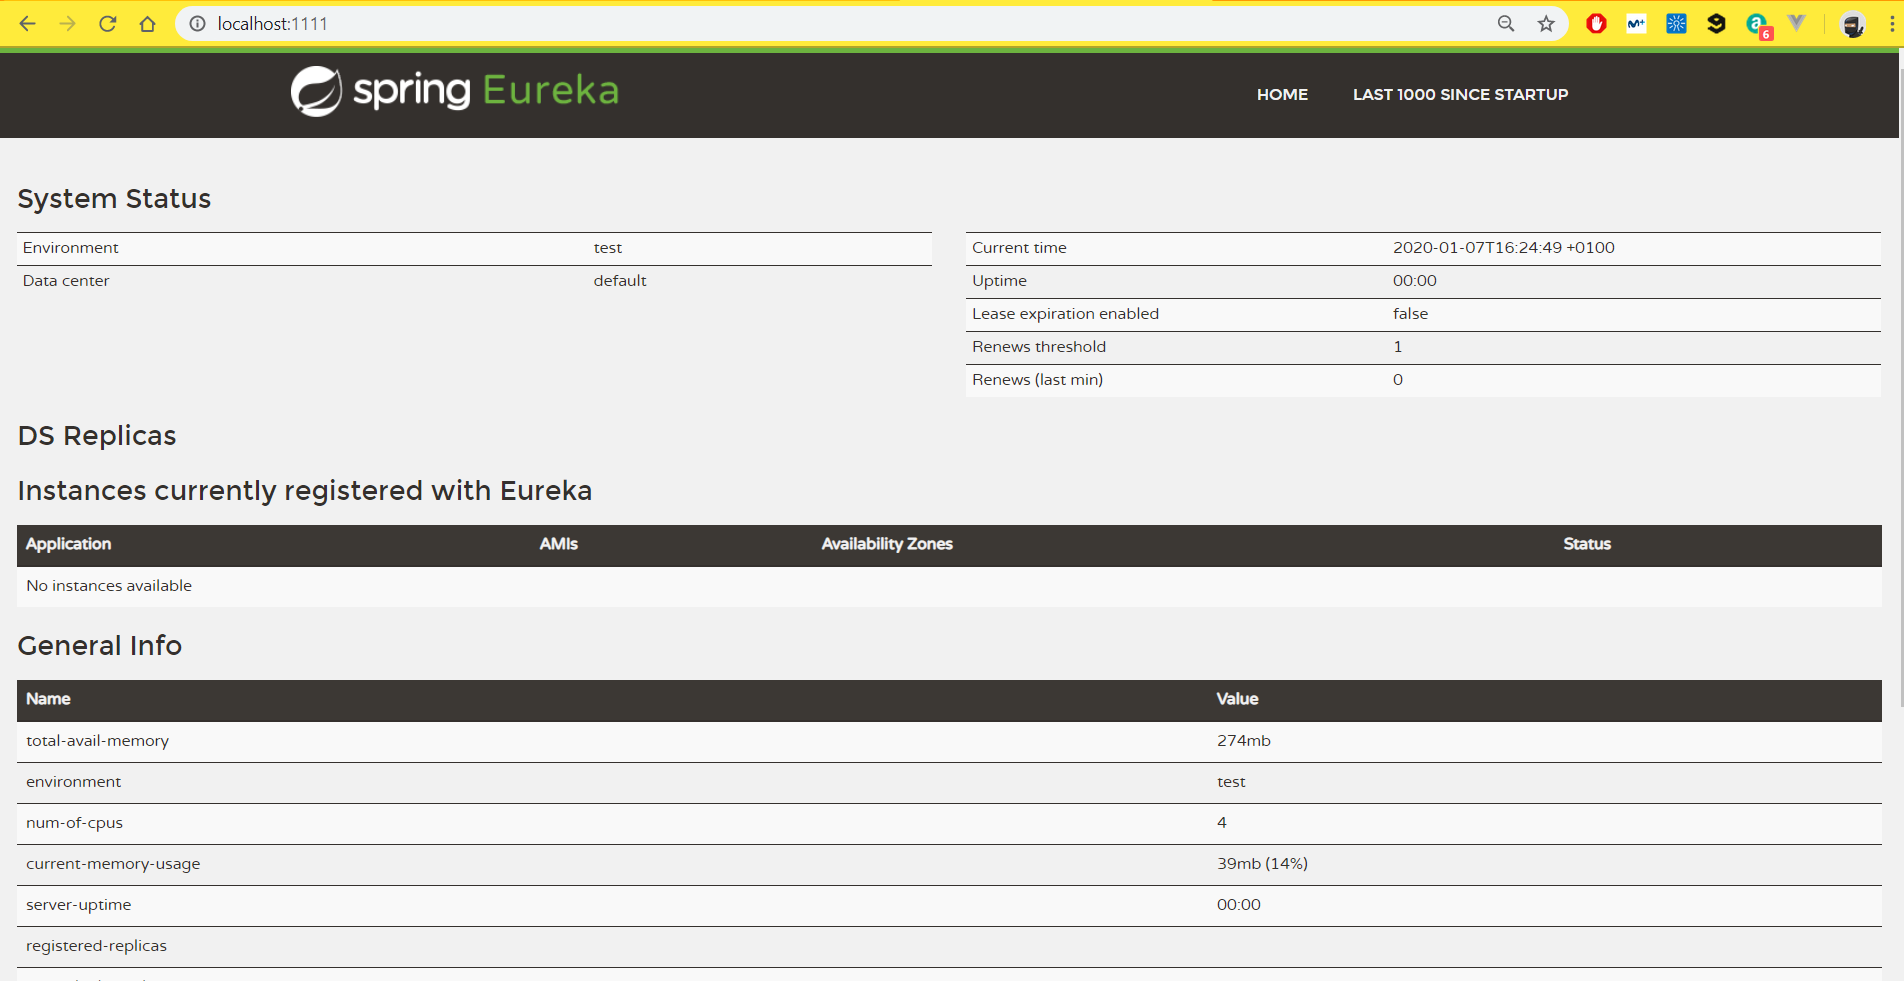 localhost:1111
6
spring Eureka
HOME LAST 1000 SINCE STARTUP
System Status
Environment test
Data center default
Current time 2020-01-07T16:24:49 +0100
Uptime 00:00
Lease expiration enabled false
Renews threshold 1
Renews (last min) 0
DS Replicas
Instances currently registered with Eureka
Application AMIs Availability Zones Status
No instances available
General Info
Name Value
total-avail-memory 274mb
environment test
num-of-cpus 4
current-memory-usage 39mb (14%)
server-uptime 00:00
registered-replicas